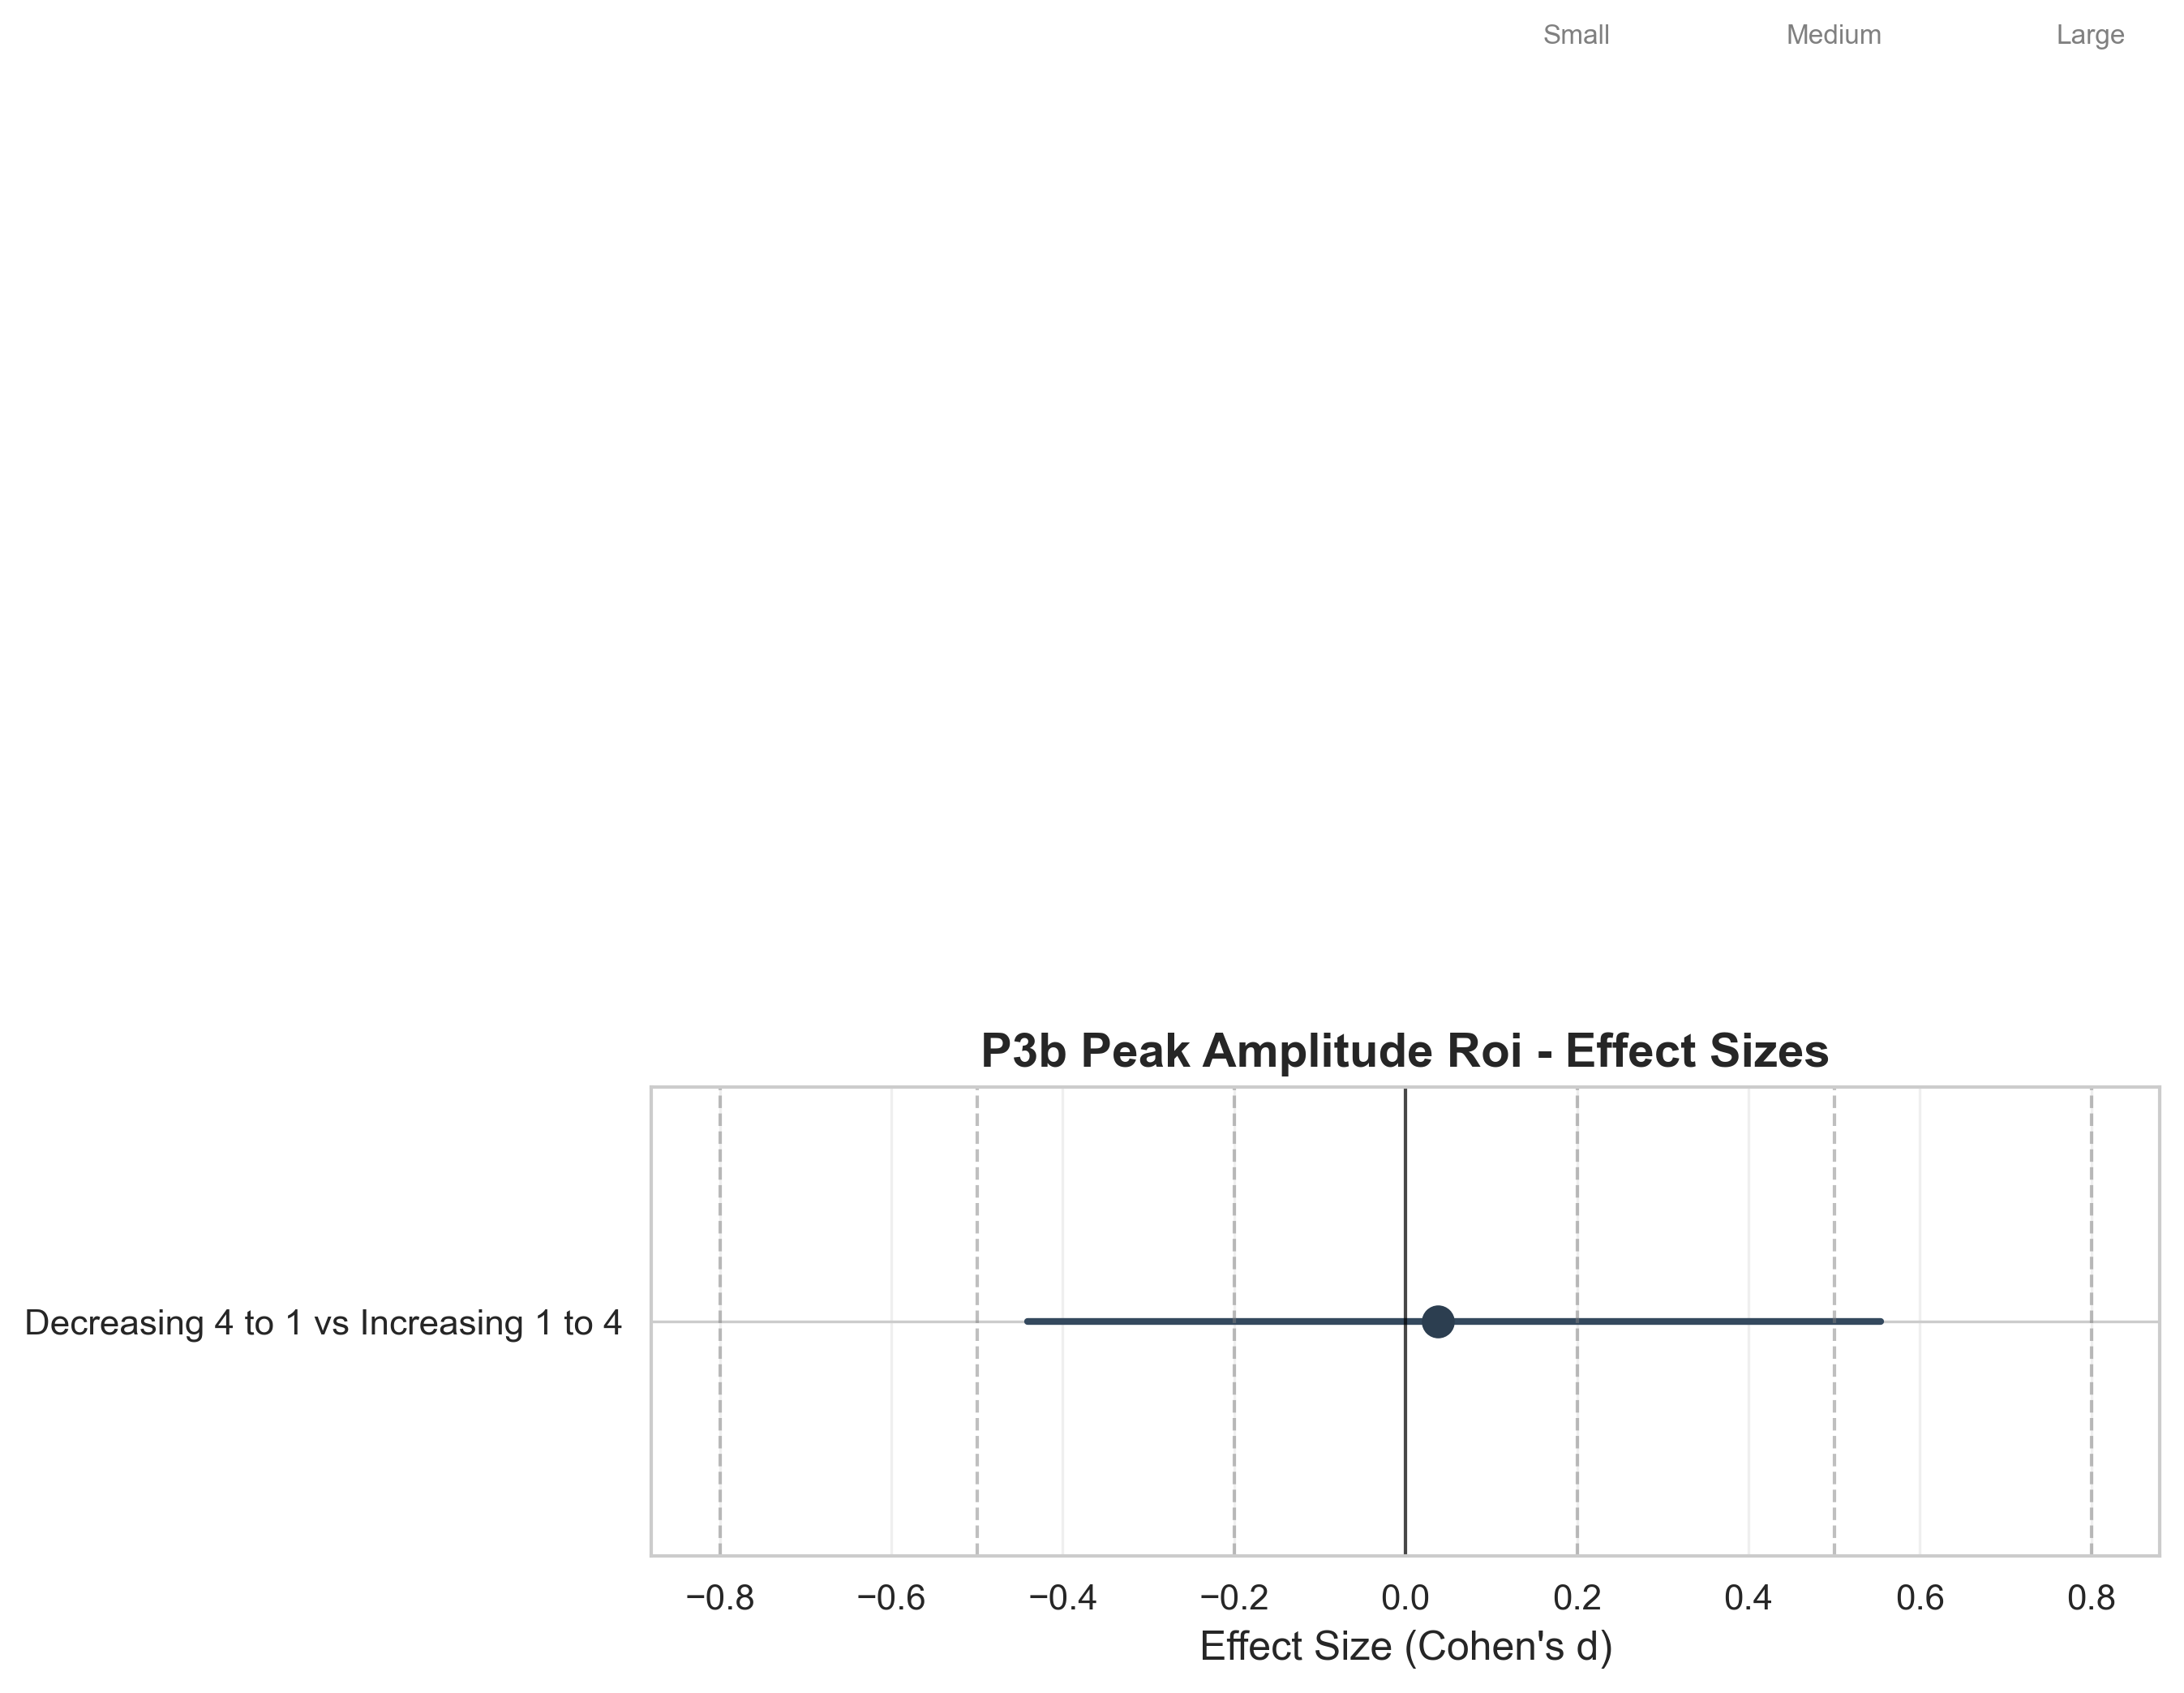 Small Medium Large
P3b Peak Amplitude Roi - Effect Sizes
Decreasing 4 to 1 vs Increasing 1 to 4
−0.8 −0.6 −0.4 −0.2 0.0 0.2 0.4 0.6 0.8
Effect Size (Cohen's d)